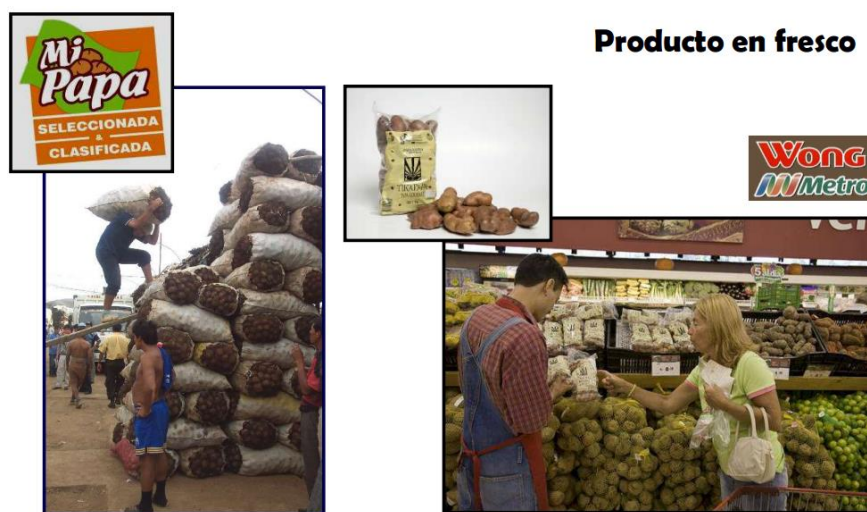 Mi
Papa
SELECCIONADA
&
CLASIFICADA
Producto en fresco
Wong
Metro